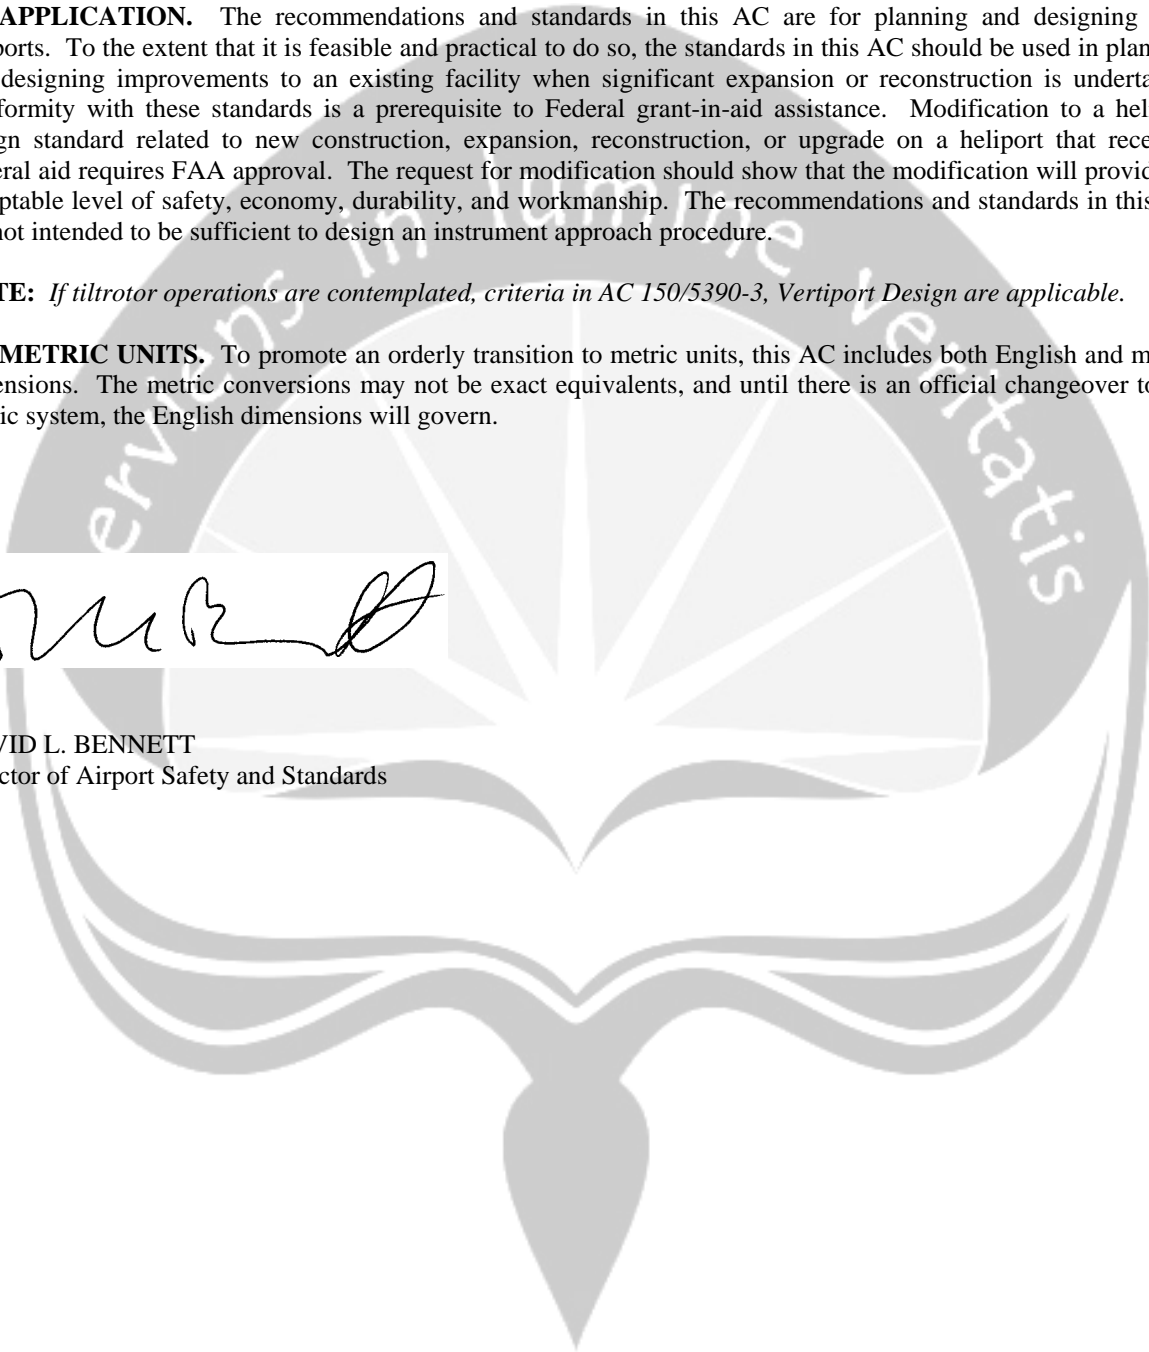 APPLICATION. The recommendations and standards in this AC are for planning and designing
ports. To the extent that it is feasible and practical to do so, the standards in this AC should be used in plan
designing improvements to an existing facility when significant expansion or reconstruction is underta
formity with these standards is a prerequisite to Federal grant-in-aid assistance. Modification to a heli
gn standard related to new construction, expansion, reconstruction, or upgrade on a heliport that rece
eral aid requires FAA approval. The request for modification should show that the modification will provid
ptable level of safety, economy, durability, and workmanship. The recommendations and standards in this
not intended to be sufficient to design an instrument approach procedure.
TE: If tiltrotor operations are contemplated, criteria in AC 150/5390-3, Vertiport Design are applicable.
METRIC UNITS. To promote an orderly transition to metric units, this AC includes both English and m
ensions. The metric conversions may not be exact equivalents, and until there is an official changeover to
ic system, the English dimensions will govern.
erviens in lumine veritatis
VID L. BENNETT
ctor of Airport Safety and Standards